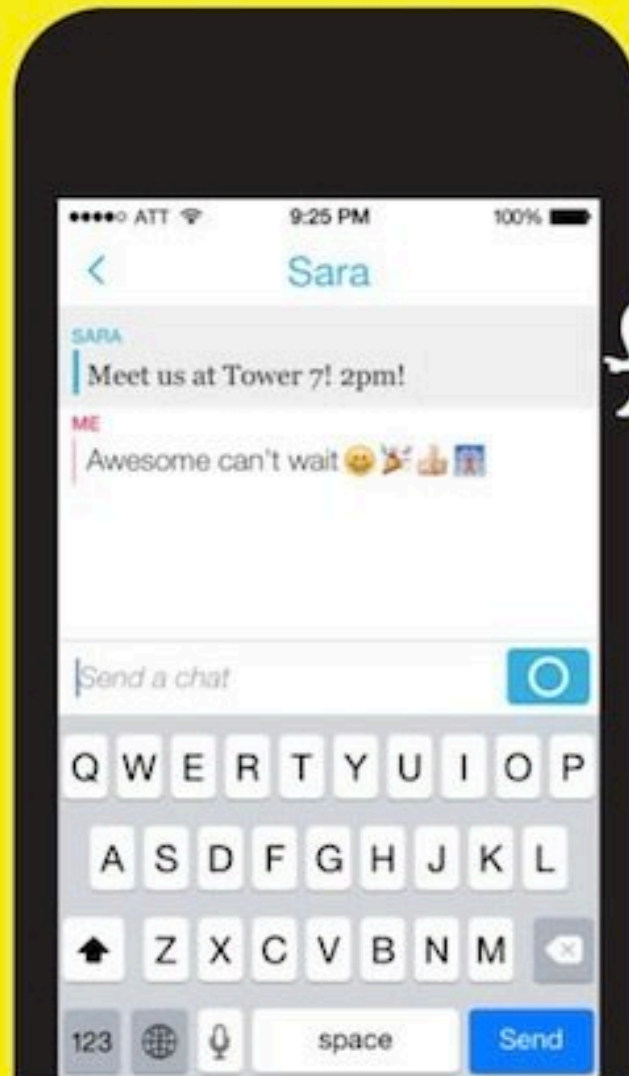 ATT 9:25 PM 100%
Sara
SARA
Meet us at Tower 7! 2pm!
ME
Awesome can't wait
Send a chat
Q W E R T Y U I O P
A S D F G H J K L
Z X C V B N M
123 space Send